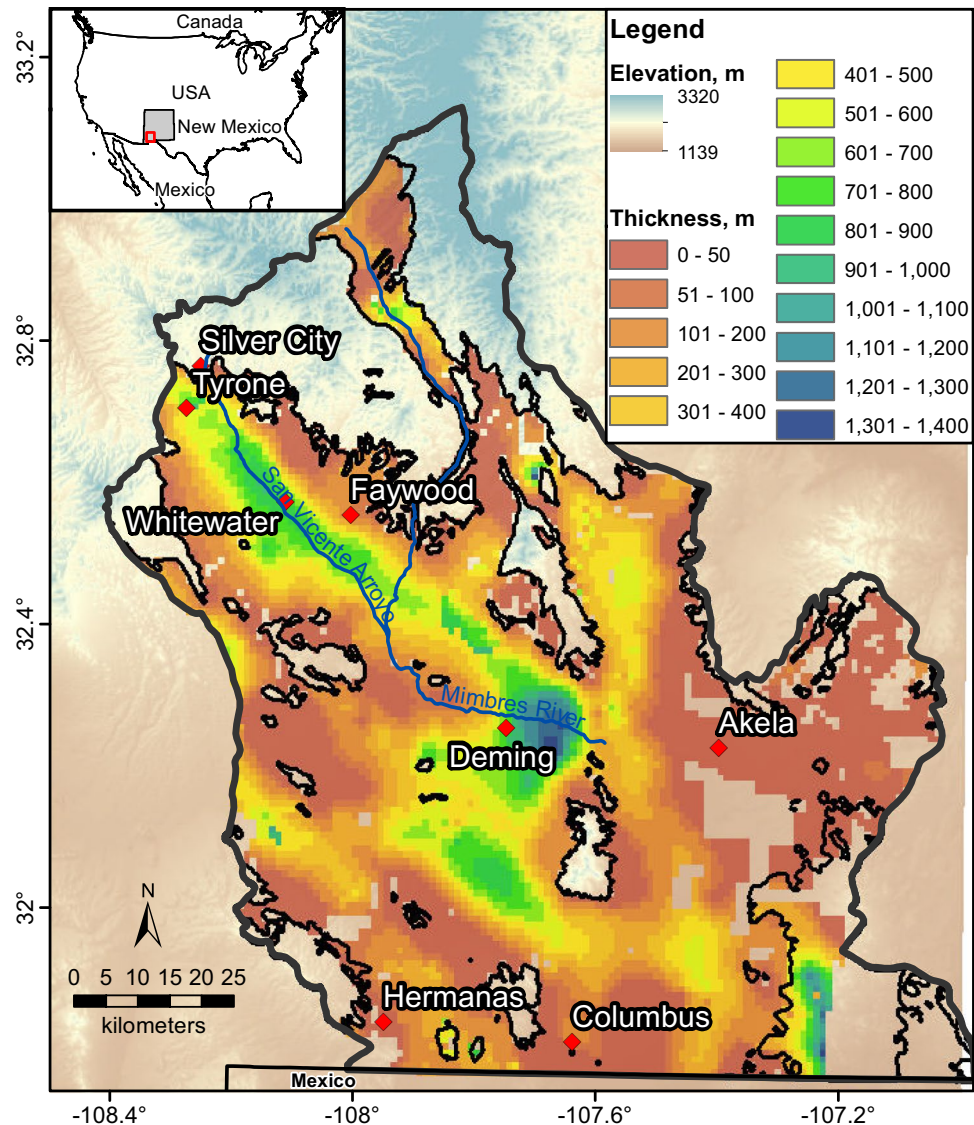 Canada
USA
New Mexico
Mexico
Legend
Elevation, m
3320
1139
Thickness, m
0 - 50
51 - 100
101 - 200
201 - 300
301 - 400
401 - 500
501 - 600
601 - 700
701 - 800
801 - 900
901 - 1,000
1,001 - 1,100
1,101 - 1,200
1,201 - 1,300
1,301 - 1,400
33.2°
32.8°
32.4°
32°
Silver City
Tyrone
Faywood
Whitewater
San Vicente Arroyo
Mimbres River
Deming
Akela
N
0 5 10 15 20 25
kilometers
Hermanas
Columbus
Mexico
-108.4°
-108°
-107.6°
-107.2°